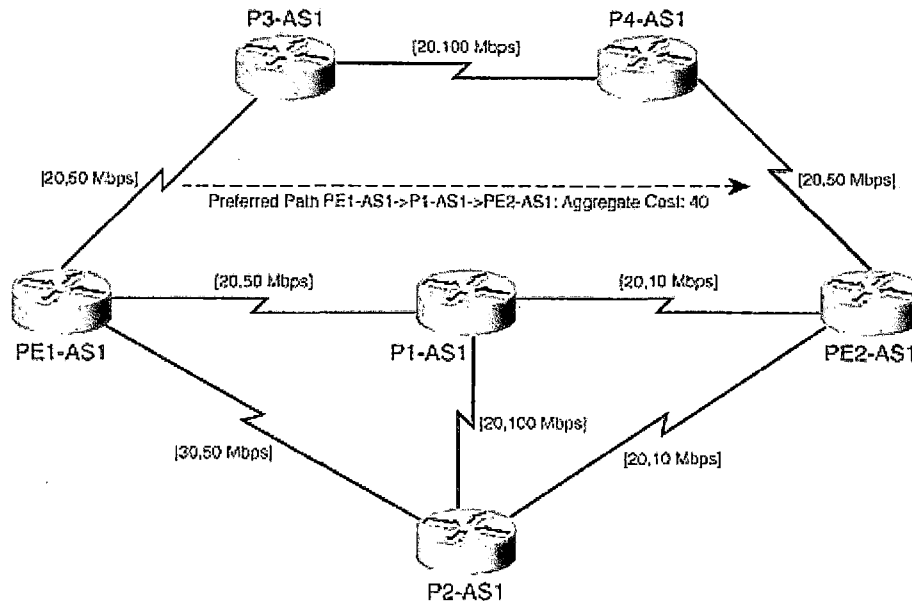 P3-AS1
P4-AS1
[20.100 Mbps]
[20,50 Mbps]
[20,50 Mbps]
Preferred Path PE1-AS1->P1-AS1->PE2-AS1: Aggregate Cost: 40
[20,50 Mbps]
[20,10 Mbps]
PE1-AS1
P1-AS1
PE2-AS1
[20,100 Mbps]
[30,50 Mbps]
[20,10 Mbps]
P2-AS1